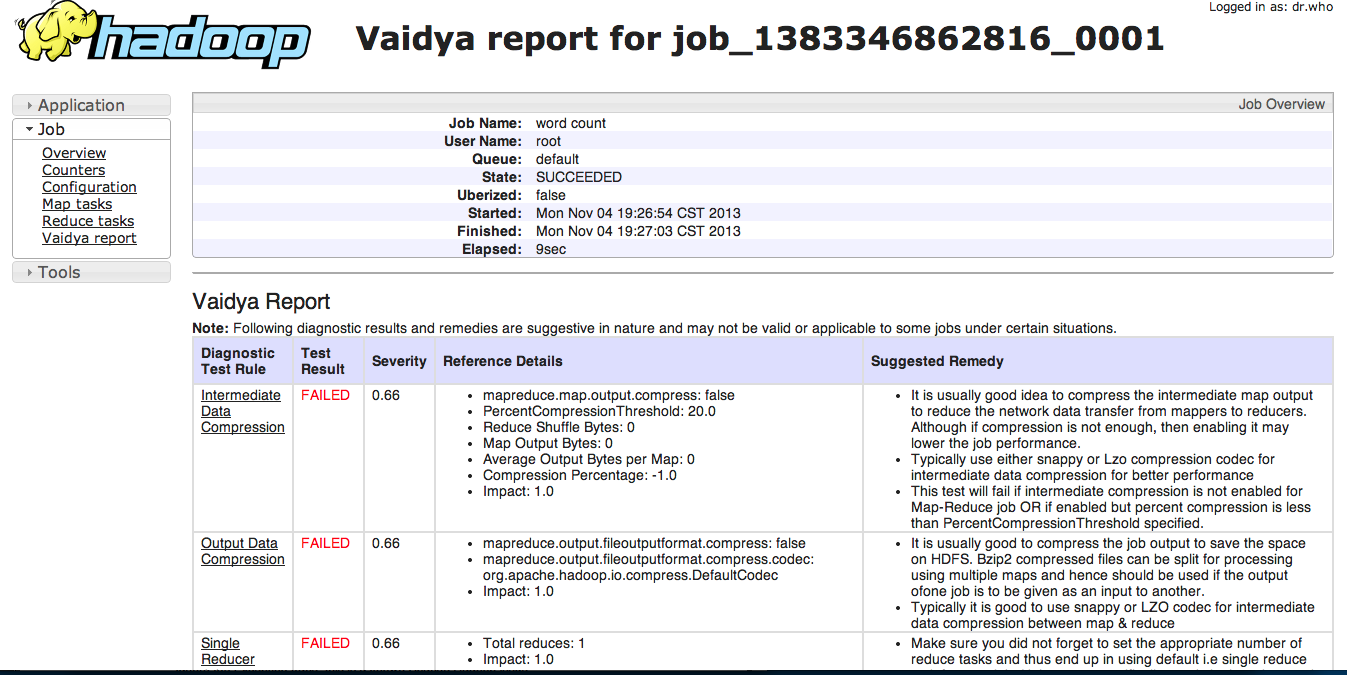 Logged in as: dr.who
hadoop
Vaidya report for job_1383346862816_0001
Application
Job
Overview
Counters
Configuration
Map tasks
Reduce tasks
Vaidya report
Tools
Job Overview
Job Name: word count
User Name: root
Queue: default
State: SUCCEEDED
Uberized: false
Started: Mon Nov 04 19:26:54 CST 2013
Finished: Mon Nov 04 19:27:03 CST 2013
Elapsed: 9sec
Vaidya Report
Note: Following diagnostic results and remedies are suggestive in nature and may not be valid or applicable to some jobs under certain situations.
Diagnostic
Test Rule
Test
Result
Severity
Reference Details
Suggested Remedy
Intermediate
Data
Compression
FAILED
0.66
• mapreduce.map.output.compress: false
• PercentCompressionThreshold: 20.0
• Reduce Shuffle Bytes: 0
• Map Output Bytes: 0
• Average Output Bytes per Map: 0
• Compression Percentage: -1.0
• Impact: 1.0
• It is usually good idea to compress the intermediate map output
to reduce the network data transfer from mappers to reducers.
Although if compression is not enough, then enabling it may
lower the job performance.
• Typically use either snappy or Lzo compression codec for
intermediate data compression for better performance
• This test will fail if intermediate compression is not enabled for
Map-Reduce job OR if enabled but percent compression is less
than PercentCompressionThreshold specified.
Output Data
Compression
FAILED
0.66
• mapreduce.output.fileoutputformat.compress: false
• mapreduce.output.fileoutputformat.compress.codec:
org.apache.hadoop.io.compress.DefaultCodec
• Impact: 1.0
• It is usually good to compress the job output to save the space
on HDFS. Bzip2 compressed files can be split for processing
using multiple maps and hence should be used if the output
ofone job is to be given as an input to another.
• Typically it is good to use snappy or LZO codec for intermediate
data compression between map & reduce
Single
Reducer
FAILED
0.66
• Total reduces: 1
• Impact: 1.0
• Make sure you did not forget to set the appropriate number of
reduce tasks and thus end up in using default i.e single reduce